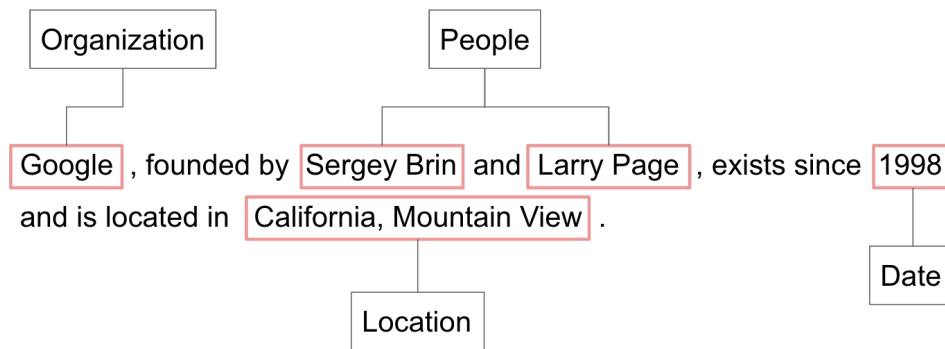 Organization
People
Google , founded by Sergey Brin and Larry Page , exists since 1998
and is located in California, Mountain View .
Date
Location